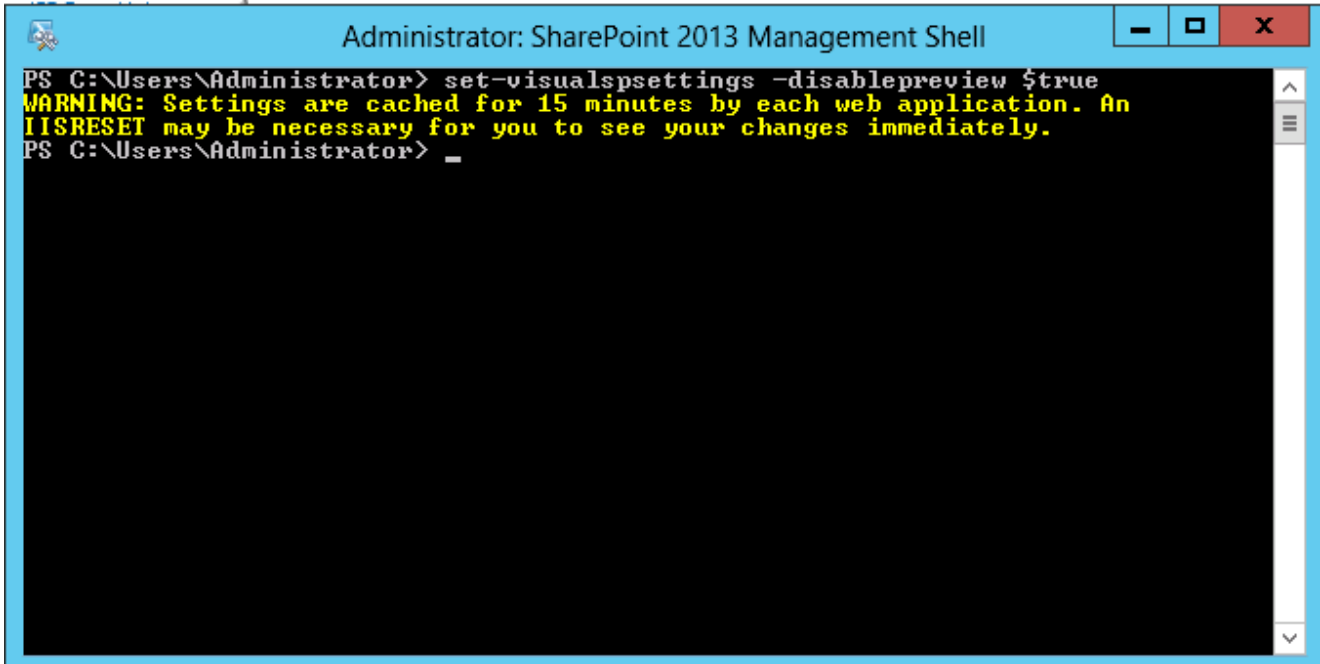 Administrator: SharePoint 2013 Management Shell
PS C:\Users\Administrator> set-visualspsettings -disablepreview $true
WARNING: Settings are cached for 15 minutes by each web application. An
IISRESET may be necessary for you to see your changes immediately.
PS C:\Users\Administrator> _